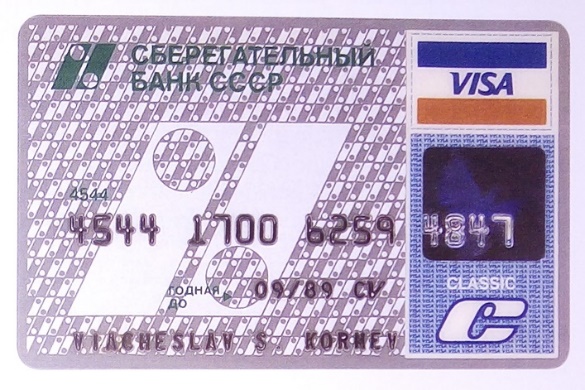 СБЕРЕГАТЕЛЬНЫЙ
БАНК СССР
VISA
4544
4544 1700 6259 4847
CLASSIC
ГОДНАЯ
ДО 09/89 CV
VIACHESLAV S KORNEV